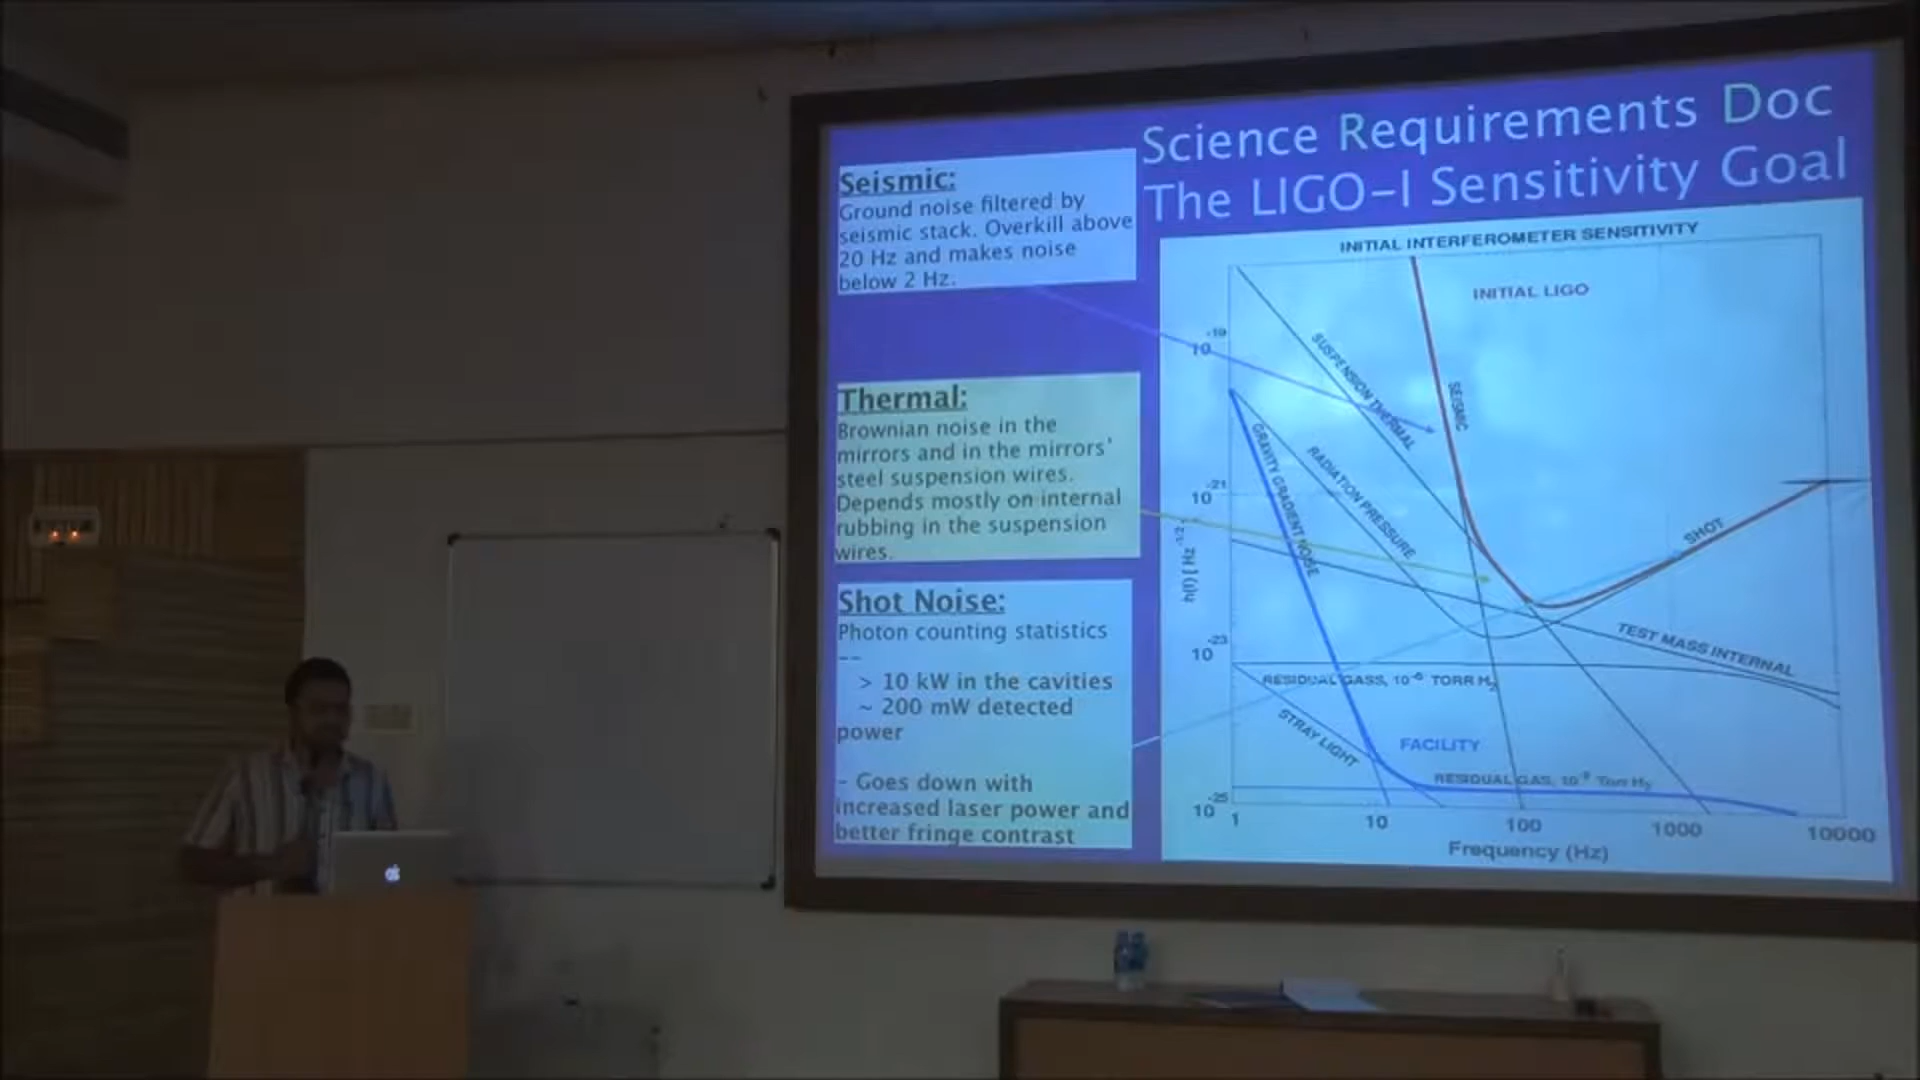 Science Requirements Doc
The LIGO-I Sensitivity Goal
Seismic:
Ground noise filtered by
seismic stack. Overkill above
20 Hz and makes noise
below 2 Hz.
Thermal:
Brownian noise in the
mirrors and in the mirrors'
steel suspension wires.
Depends mostly on internal
rubbing in the suspension
wires.
Shot Noise:
Photon counting statistics
--
> 10 kW in the cavities
~ 200 mW detected
power
- Goes down with
increased laser power and
better fringe contrast
INITIAL INTERFEROMETER SENSITIVITY
INITIAL LIGO
SUSPENSION THERMAL
SEISMIC
GRAVITY GRADIENT NOISE
RADIATION PRESSURE
SHOT
TEST MASS INTERNAL
RESIDUAL GASS, 10⁻⁶ TORR H₂
STRAY LIGHT
FACILITY
RESIDUAL GAS, 10⁻⁹ Torr H₂
10⁻¹⁹
10⁻²¹
10⁻²³
10⁻²⁵
h(f) [ Hz⁻¹ᐟ²
1
10
100
1000
10000
Frequency (Hz)